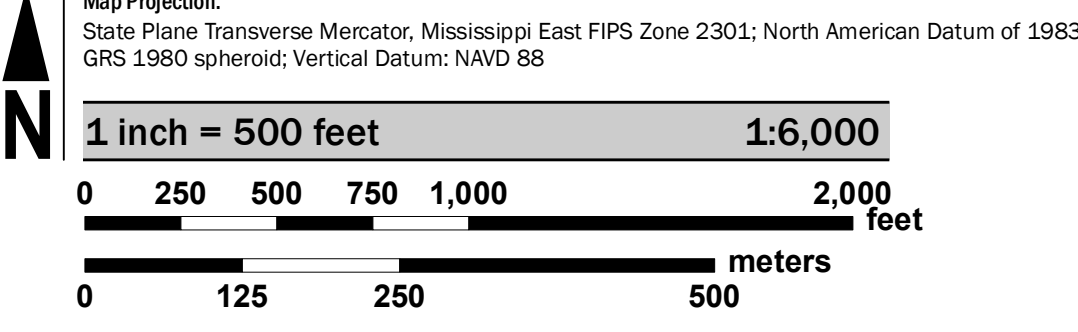 Map Projection:
State Plane Transverse Mercator, Mississippi East FIPS Zone 2301; North American Datum of 1983
GRS 1980 spheroid; Vertical Datum: NAVD 88
N
1 inch = 500 feet 1:6,000
0 250 500 750 1,000 2,000
feet
meters
0 125 250 500